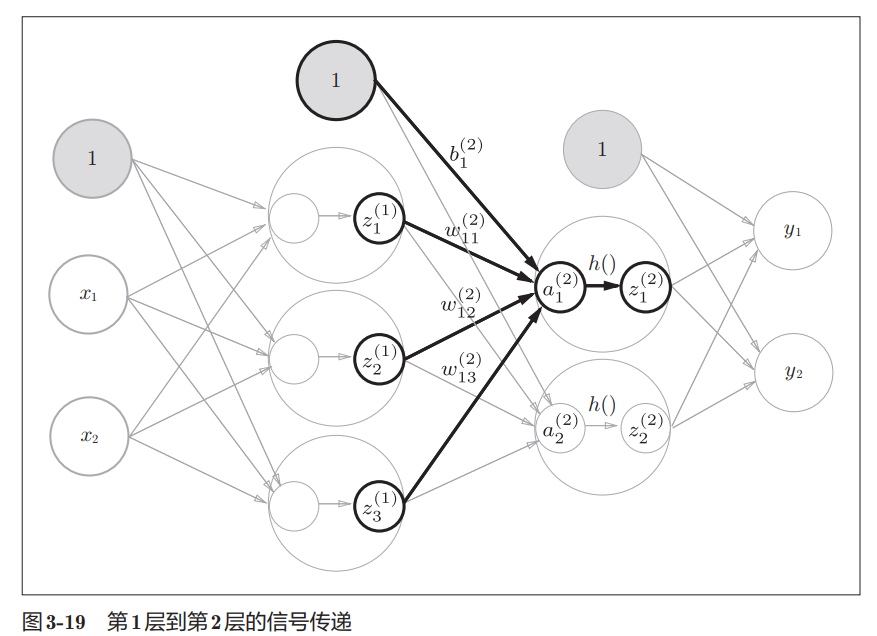 1
1
1
b₁⁽²⁾
z₁⁽¹⁾
w₁₁⁽²⁾
y₁
h()
x₁
a₁⁽²⁾
z₁⁽²⁾
w₁₂⁽²⁾
z₂⁽¹⁾
w₁₃⁽²⁾
y₂
h()
x₂
a₂⁽²⁾
z₂⁽²⁾
z₃⁽¹⁾
图3-19 第1层到第2层的信号传递